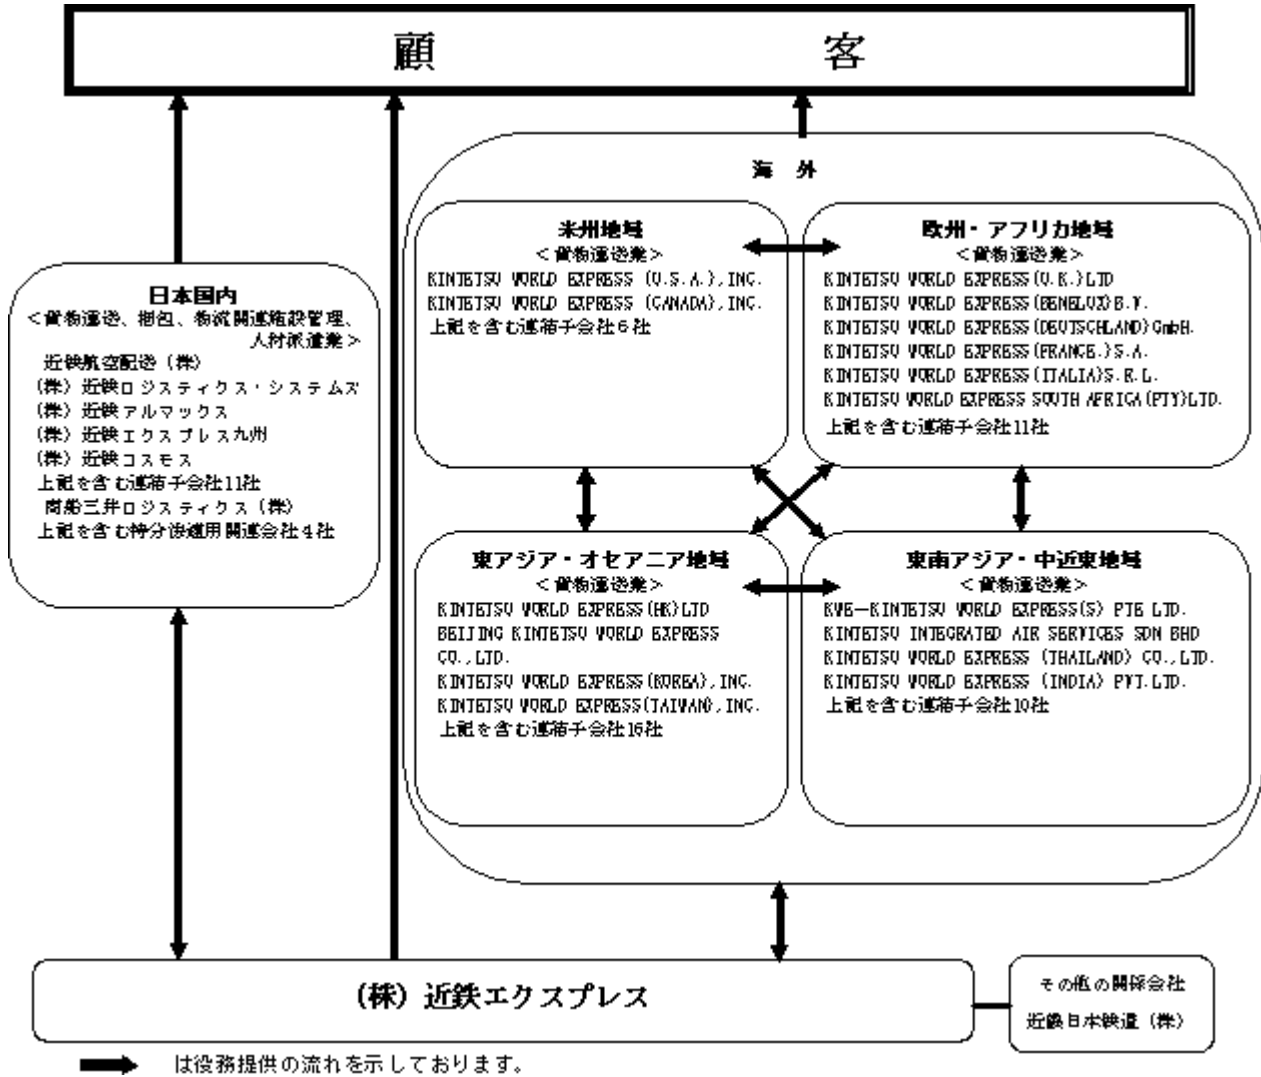 顧客
海外
米州地域
<貨物運送業>
KINTETSU WORLD EXPRESS (U.S.A.),INC.
KINTETSU WORLD EXPRESS (CANADA),INC.
上記を含む連結子会社6社
欧州・アフリカ地域
<貨物運送業>
KINTETSU WORLD EXPRESS(U.K.)LTD
KINTETSU WORLD EXPRESS(BENELUX)B.V.
KINTETSU WORLD EXPRESS(DEUTSCHLAND)GmbH.
KINTETSU WORLD EXPRESS(FRANCE.)S.A.
KINTETSU WORLD EXPRESS(ITALIA)S.R.L.
KINTETSU WORLD EXPRESS SOUTH AFRICA(PTY)LTD.
上記を含む連結子会社11社
日本国内
<貨物運送、梱包、物流関連施設管理、
人材派遣業>
近鉄航空配送(株)
(株)近鉄ロジスティクス・システムズ
(株)近鉄アルマックス
(株)近鉄エクスプレス九州
(株)近鉄コスモス
上記を含む連結子会社11社
商船三井ロジスティクス(株)
上記を含む持分法適用関連会社4社
東アジア・オセアニア地域
<貨物運送業>
KINTETSU WORLD EXPRESS(HK)LTD
BEIJING KINTETSU WORLD EXPRESS
CO.,LTD.
KINTETSU WORLD EXPRESS(KOREA),INC.
KINTETSU WORLD EXPRESS(TAIWAN),INC.
上記を含む連結子会社16社
東南アジア・中近東地域
<貨物運送業>
KWE-KINTETSU WORLD EXPRESS(S) PTE LTD.
KINTETSU INTEGRATED AIR SERVICES SDN BHD
KINTETSU WORLD EXPRESS (THAILAND) CO.,LTD.
KINTETSU WORLD EXPRESS (INDIA) PVT.LTD.
上記を含む連結子会社10社
(株)近鉄エクスプレス
その他の関係会社
近畿日本鉄道(株)
は役務提供の流れを示しております。